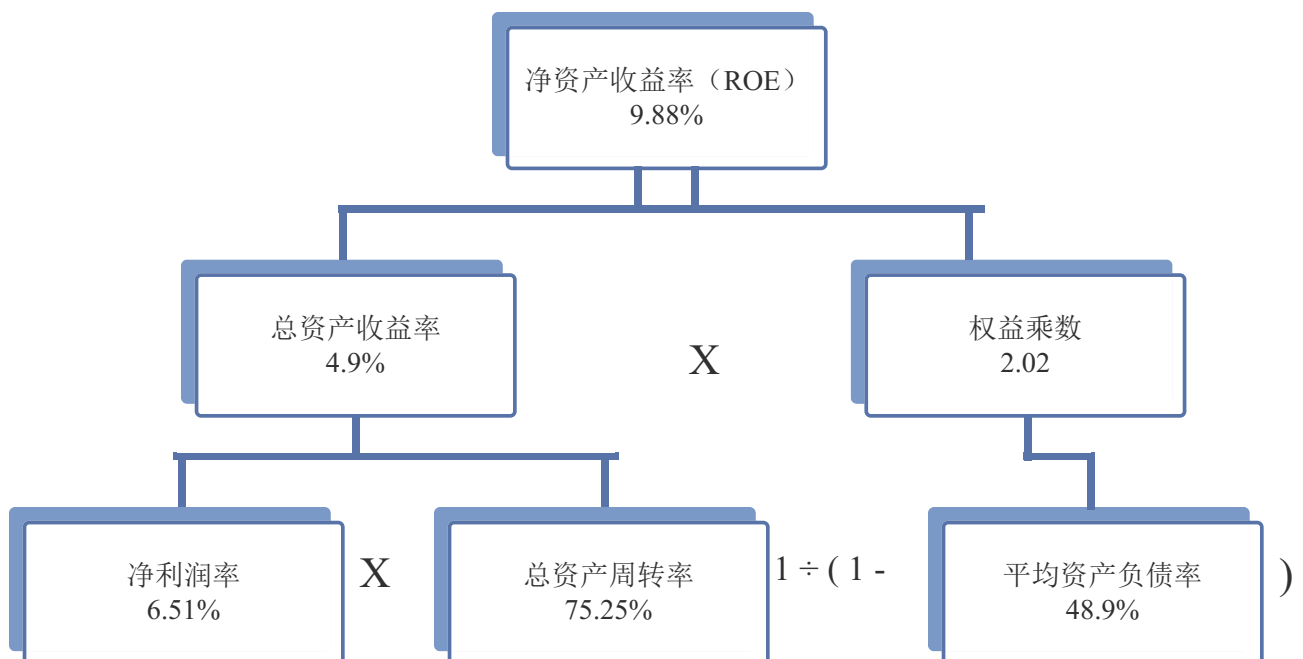 净资产收益率（ROE）
9.88%
总资产收益率
4.9%
X
权益乘数
2.02
净利润率
6.51%
X
总资产周转率
75.25%
1 ÷ ( 1 -
平均资产负债率
48.9%
)